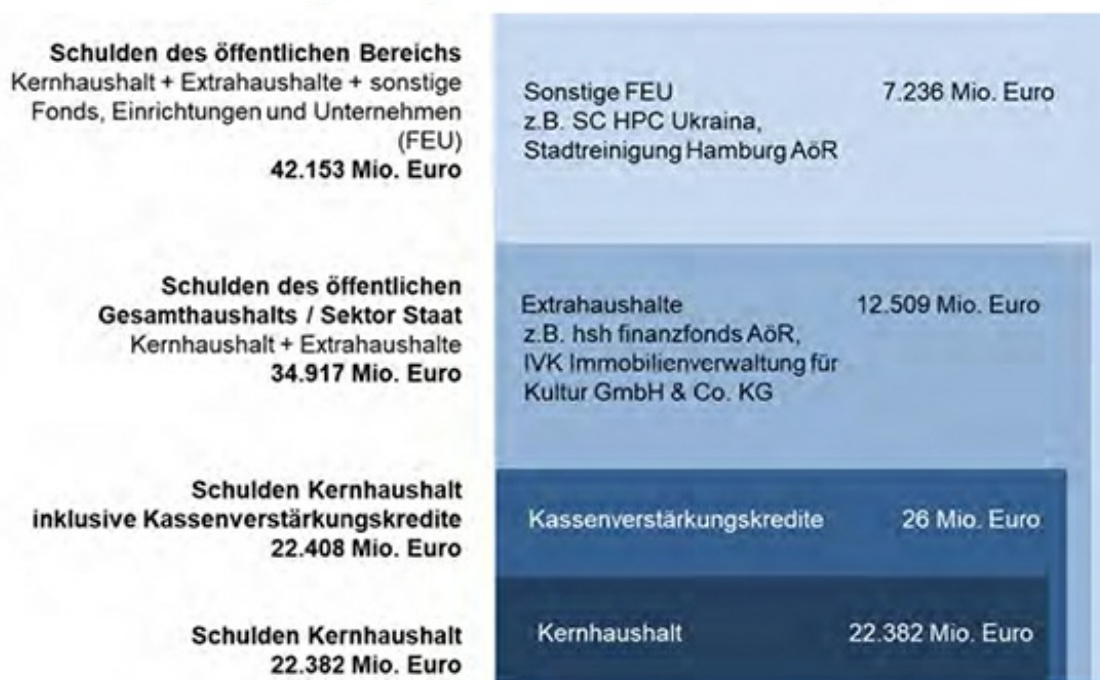 Schulden des öffentlichen Bereichs
Kernhaushalt + Extrahaushalte + sonstige
Fonds, Einrichtungen und Unternehmen
(FEU)
42.153 Mio. Euro
Sonstige FEU 7.236 Mio. Euro
z.B. SC HPC Ukraina,
Stadtreinigung Hamburg AöR
Schulden des öffentlichen
Gesamthaushalts / Sektor Staat
Kernhaushalt + Extrahaushalte
34.917 Mio. Euro
Extrahaushalte 12.509 Mio. Euro
z.B. hsh finanzfonds AöR,
IVK Immobilienverwaltung für
Kultur GmbH & Co. KG
Schulden Kernhaushalt
inklusive Kassenverstärkungskredite
22.408 Mio. Euro
Kassenverstärkungskredite 26 Mio. Euro
Schulden Kernhaushalt
22.382 Mio. Euro
Kernhaushalt 22.382 Mio. Euro